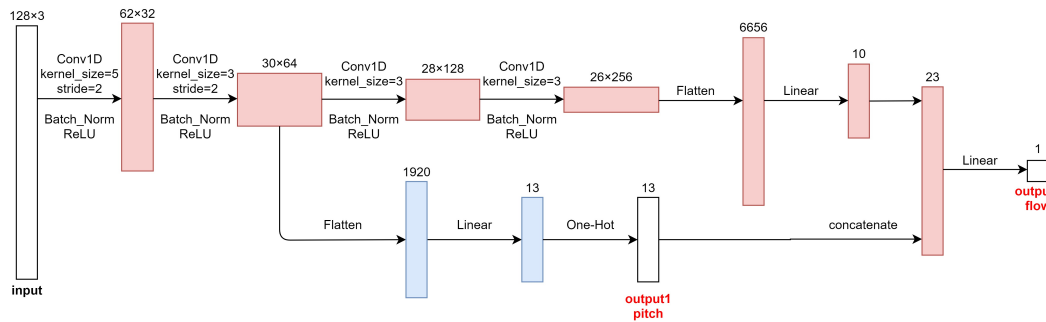 128×3
62×32
Conv1D
kernel_size=5
stride=2
Batch_Norm
ReLU
Conv1D
kernel_size=3
stride=2
Batch_Norm
ReLU
30×64
Conv1D
kernel_size=3
Batch_Norm
ReLU
28×128
Conv1D
kernel_size=3
Batch_Norm
ReLU
26×256
Flatten
6656
Linear
10
23
Linear
1
outpu
flow
Flatten
1920
Linear
13
One-Hot
13
concatenate
input
output1
pitch